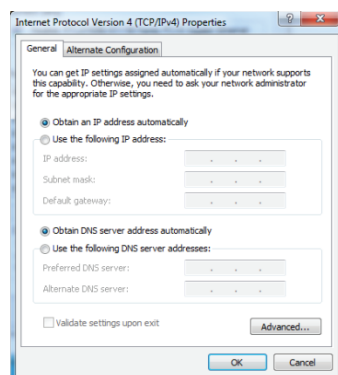 Internet Protocol Version 4 (TCP/IPv4) Properties
General
Alternate Configuration
You can get IP settings assigned automatically if your network supports
this capability. Otherwise, you need to ask your network administrator
for the appropriate IP settings.
Obtain an IP address automatically
Use the following IP address:
IP address:
Subnet mask:
Default gateway:
Obtain DNS server address automatically
Use the following DNS server addresses:
Preferred DNS server:
Alternate DNS server:
Validate settings upon exit
Advanced...
OK
Cancel